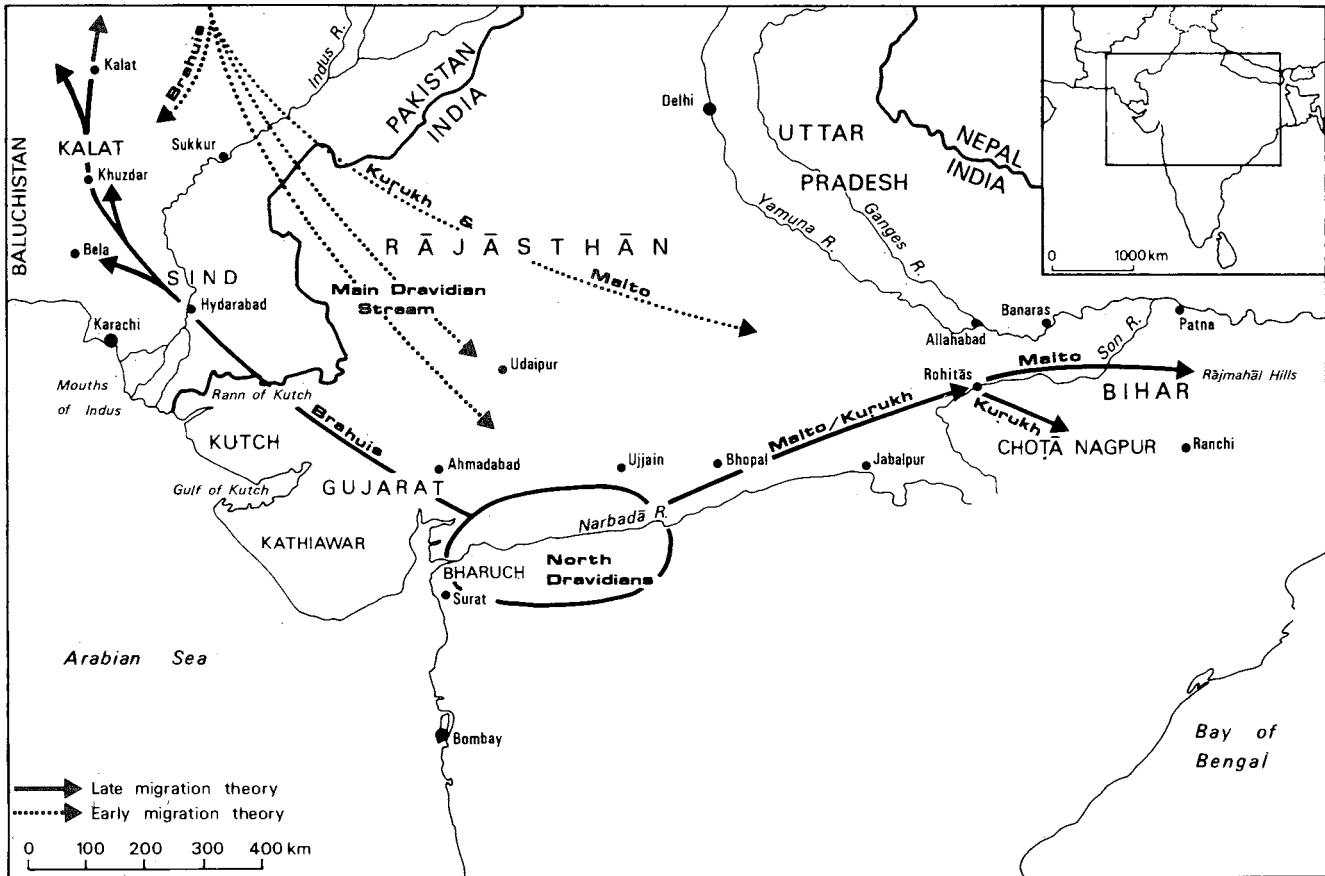 Kalat
Brahuis
Indus R.
PAKISTAN
INDIA
KALAT
Sukkur
Khuzdar
BALUCHISTAN
Bela
SIND
Hydarabad
Karachi
Mouths
of Indus
Rann of Kutch
KUTCH
Gulf of Kutch
KATHIAWAR
GUJARAT
Brahuis
Ahmadabad
Main Dravidian
Stream
Kuṛukh &
RĀJĀSTHĀN
Malto
Udaipur
Delhi
UTTAR
PRADESH
Yamuna R.
Ganges R.
NEPAL
INDIA
0 1000 km
Allahabad
Banaras
Son R.
Patna
Rohitās
Malto
Rājmahāl Hills
BIHAR
Kuṛukh
CHOṬĀ NAGPUR
Ranchi
Malto/Kuṛukh
Ujjain
Bhopal
Jabalpur
Narbadā R.
BHARUCH
North
Dravidians
Surat
Arabian Sea
Bombay
Bay of
Bengal
Late migration theory
Early migration theory
0 100 200 300 400 km